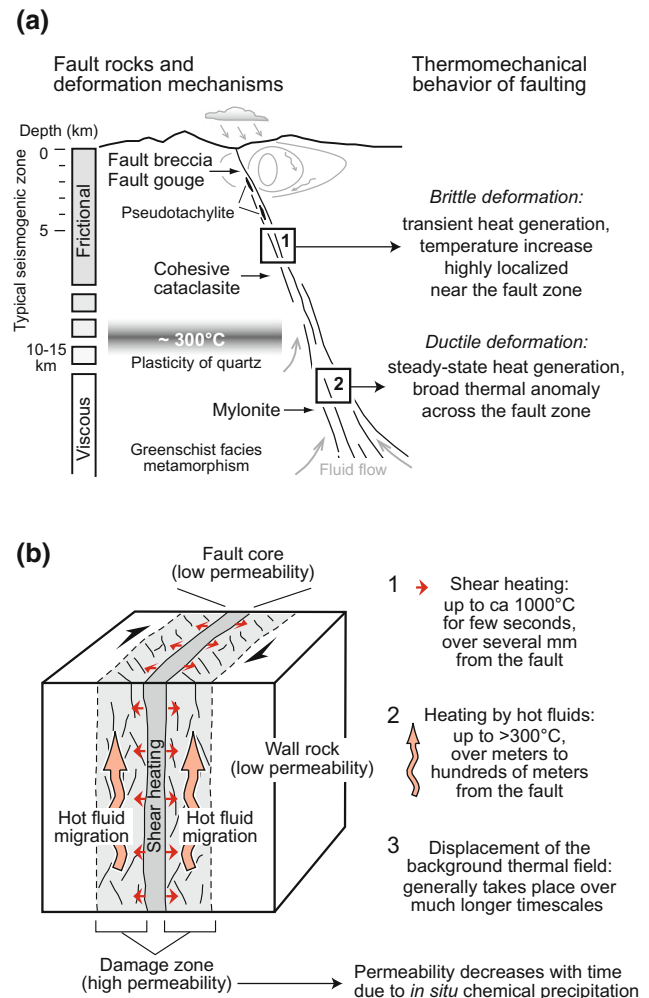 (a)
Fault rocks and
deformation mechanisms
Thermomechanical
behavior of faulting
Depth (km)
0
5
10-15
km
Typical seismogenic zone
Frictional
Viscous
Fault breccia
Fault gouge
Pseudotachylite
1
Cohesive
cataclasite
~ 300°C
Plasticity of quartz
2
Mylonite
Greenschist facies
metamorphism
Fluid flow
Brittle deformation:
transient heat generation,
temperature increase
highly localized
near the fault zone
Ductile deformation:
steady-state heat generation,
broad thermal anomaly
across the fault zone
(b)
Fault core
(low permeability)
Wall rock
(low permeability)
Shear heating
Hot fluid
migration
Hot fluid
migration
Damage zone
(high permeability)
1 Shear heating:
up to ca 1000°C
for few seconds,
over several mm
from the fault
2 Heating by hot fluids:
up to >300°C,
over meters to
hundreds of meters
from the fault
3 Displacement of the
background thermal field:
generally takes place over
much longer timescales
Permeability decreases with time
due to in situ chemical precipitation